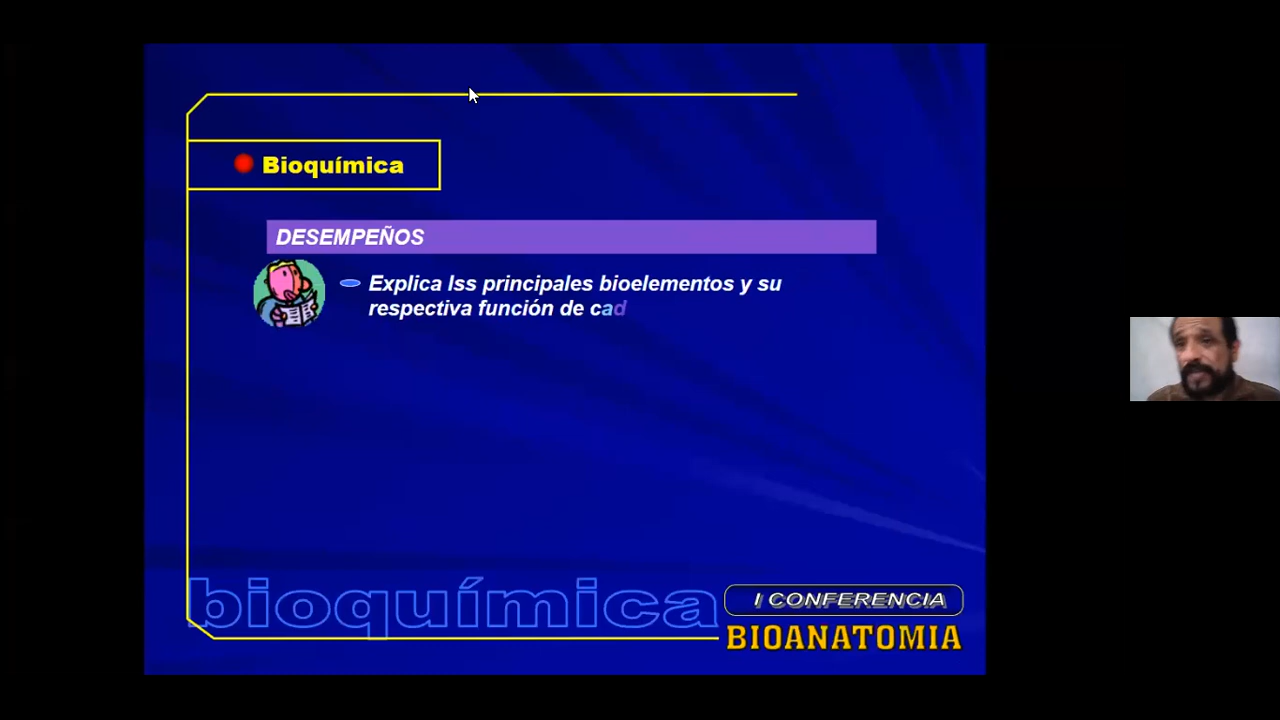 Bioquímica
DESEMPEÑOS
Explica lss principales bioelementos y su
respectiva función de cad
bioquímica
I CONFERENCIA
BIOANATOMIA